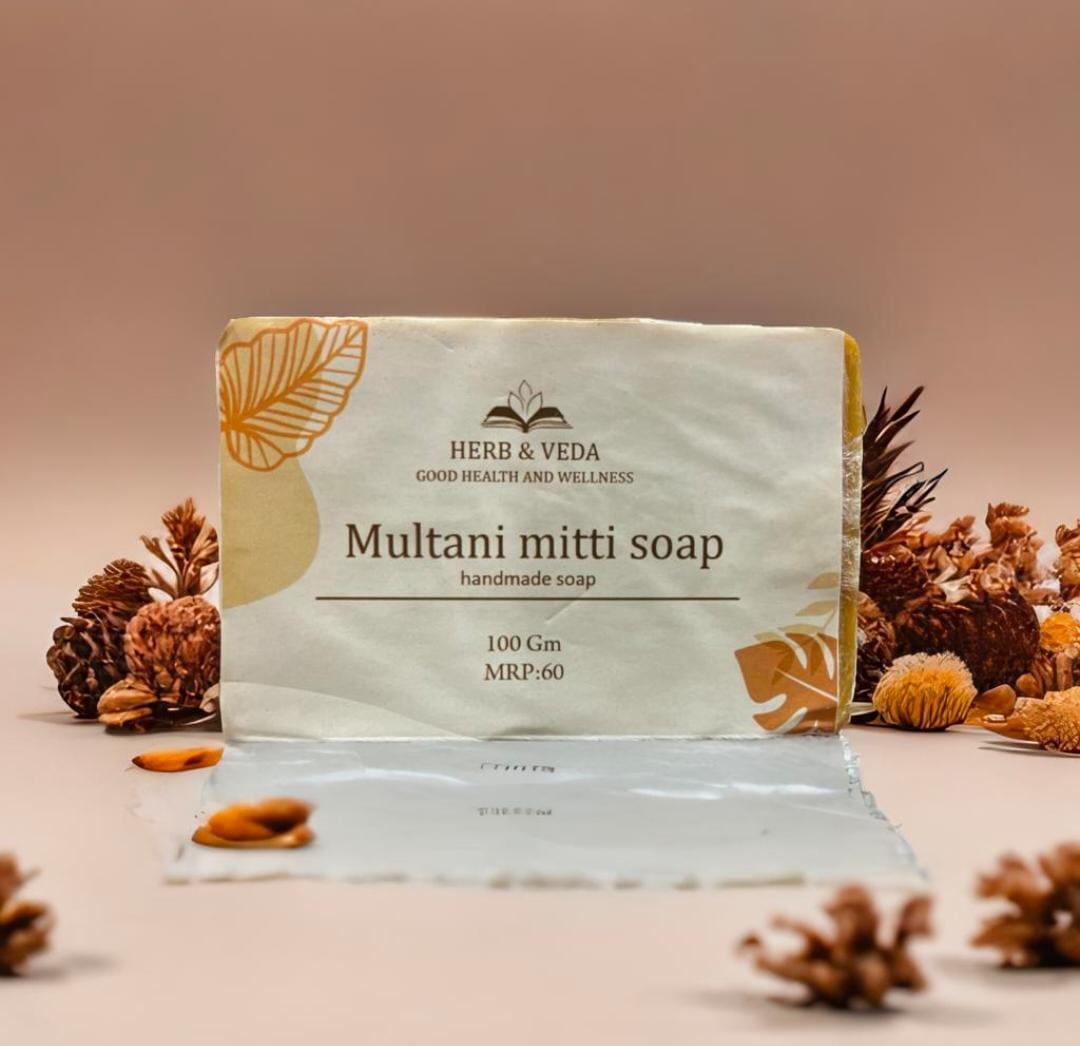 HERB & VEDA
GOOD HEALTH AND WELLNESS
Multani mitti soap
handmade soap
100 Gm
MRP:60